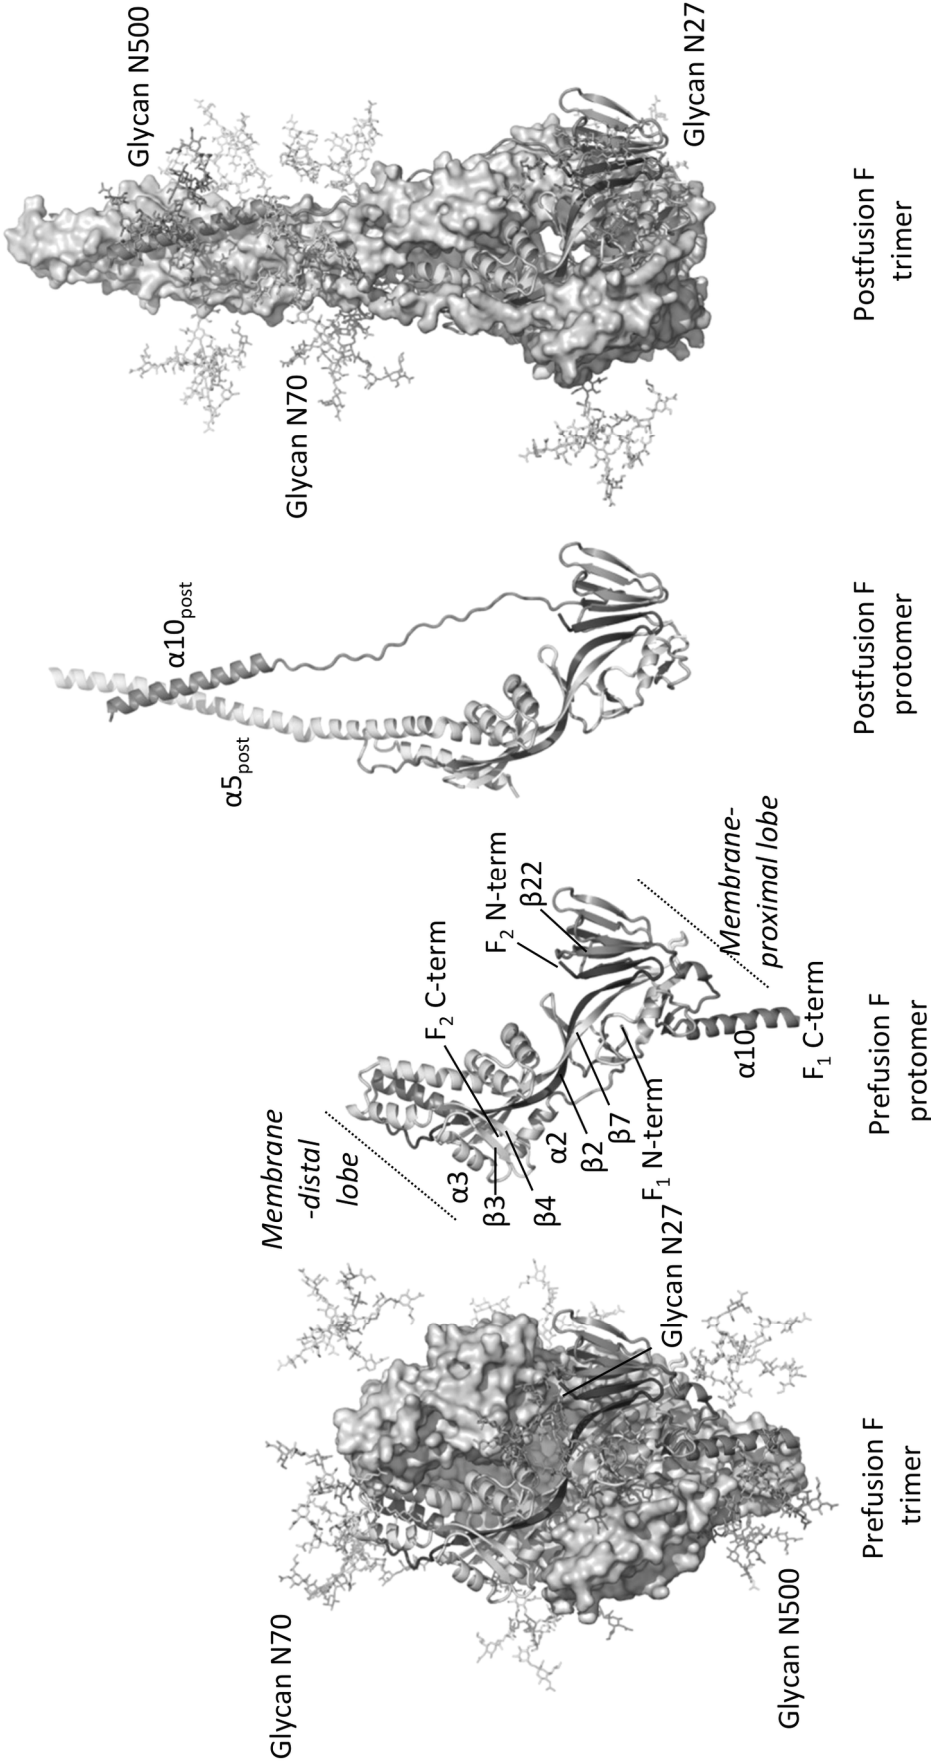 Glycan N70
Glycan N500
Glycan N27
Prefusion F
trimer
Membrane
-distal
lobe
α3
β3
β4
α2
β2
β7
F₁ N-term
F₂ C-term
F₂ N-term
β22
α10
F₁ C-term
Membrane-
proximal lobe
Prefusion F
protomer
α5post
α10post
Postfusion F
protomer
Glycan N70
Glycan N500
Glycan N27
Postfusion F
trimer